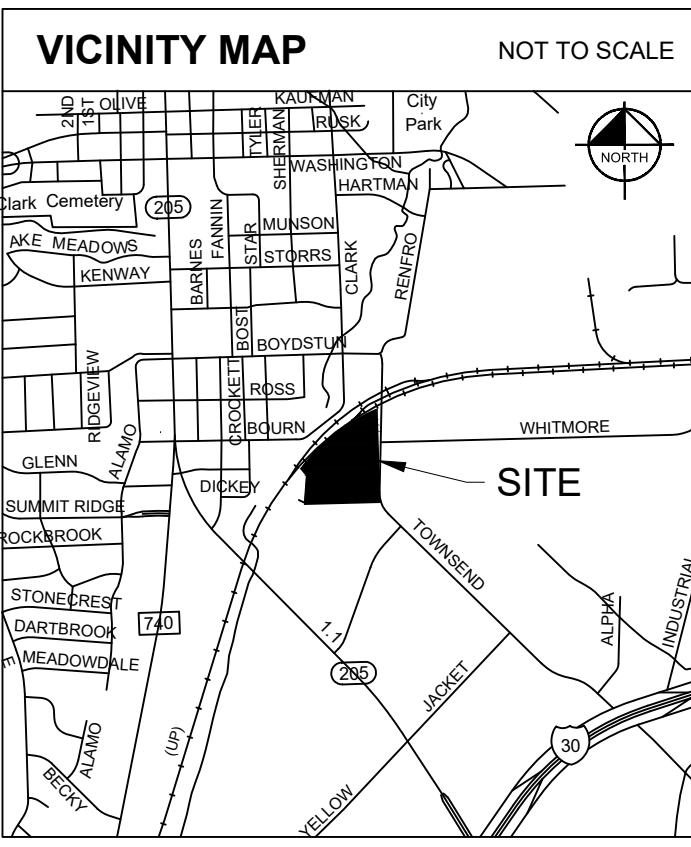 VICINITY MAP
NOT TO SCALE
2ND
1ST
OLIVE
KAUFMAN
City
Park
TYLER
SHERMAN
RUSK
NORTH
WASHINGTON
HARTMAN
Clark Cemetery
205
FANNIN
STAR
MUNSON
AKE MEADOWS
STORRS
KENWAY
BARNES
CLARK
RENFRO
BOST
BOYDSTUN
RIDGEVIEW
CROCKETT
ROSS
ALAMO
BOURN
WHITMORE
GLENN
DICKEY
SITE
SUMMIT RIDGE
ROCKBROOK
TOWNSEND
STONECREST
DARTBROOK
740
1.1
ALPHA
INDUSTRIAL
E
MEADOWDALE
205
JACKET
ALAMO
(UP)
30
BECKY
YELLOW